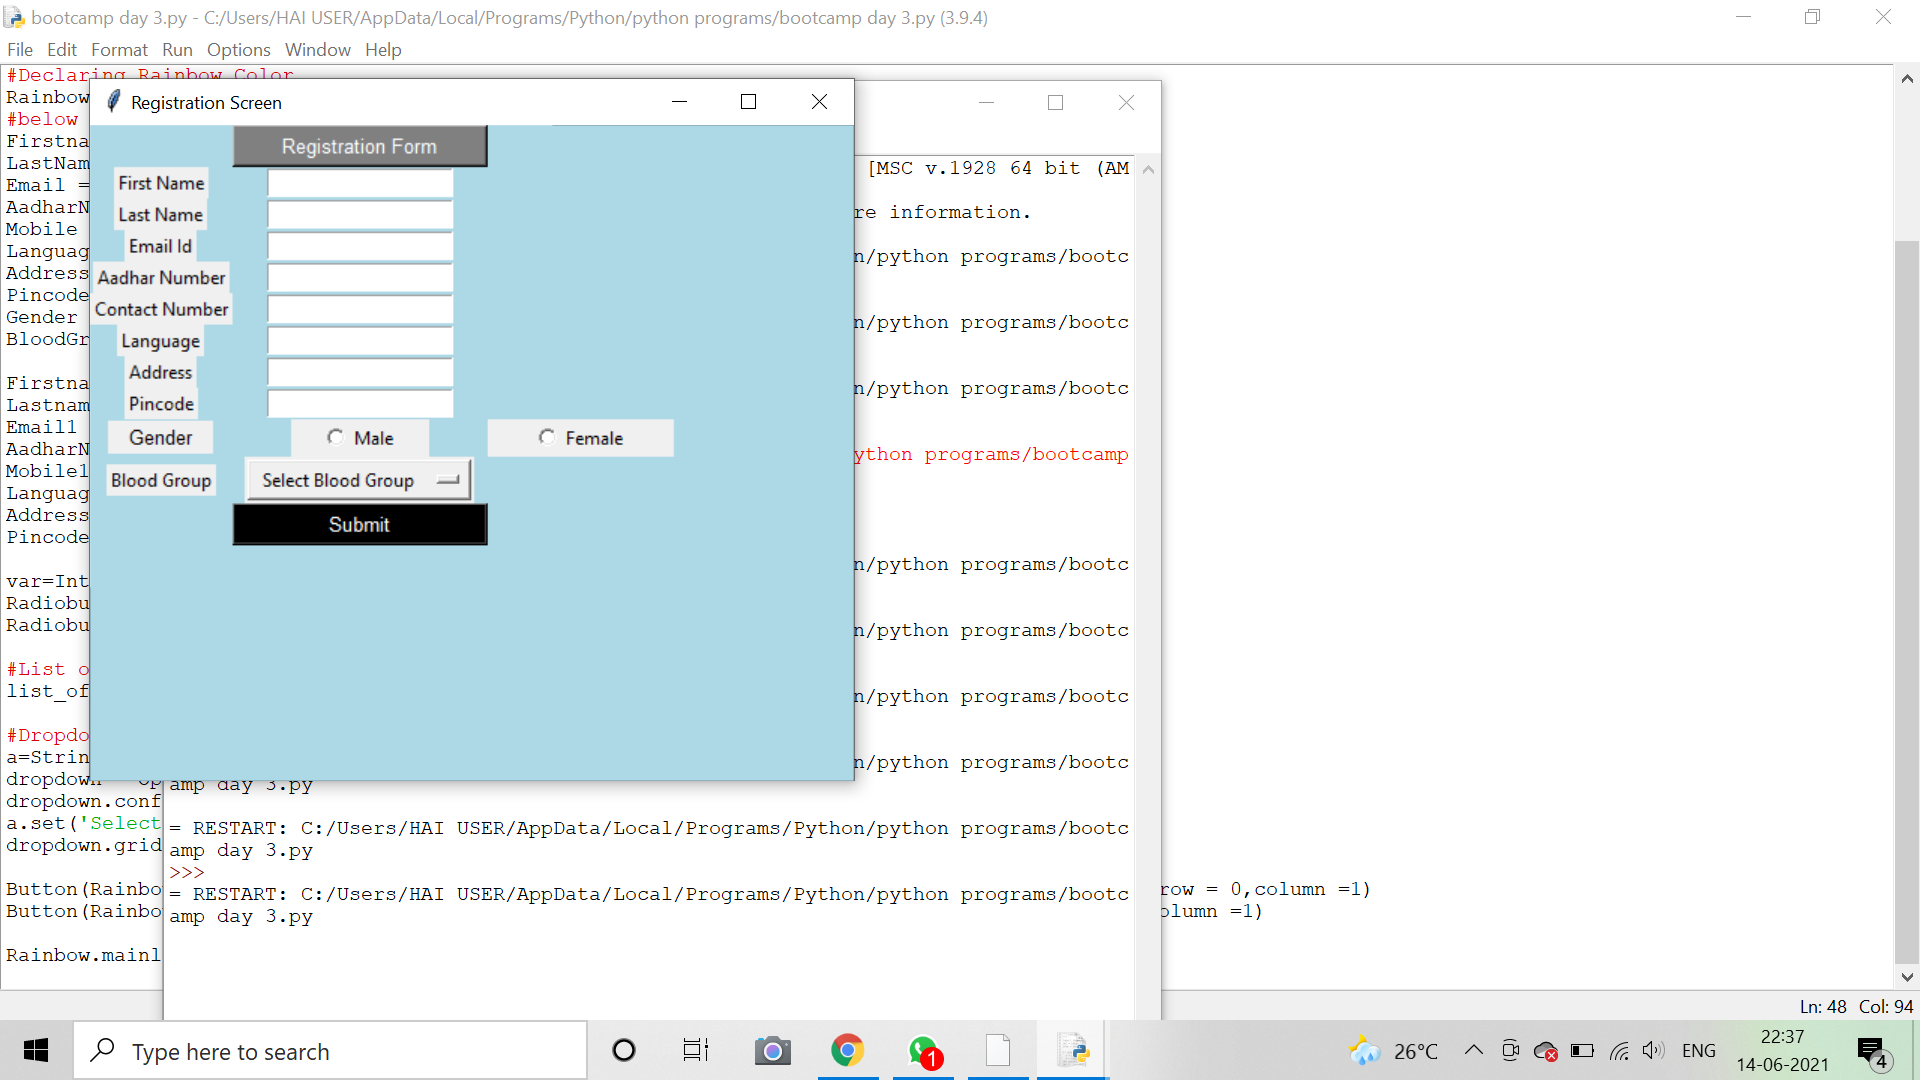 bootcamp day 3.py - C:/Users/HAI USER/AppData/Local/Programs/Python/python programs/bootcamp day 3.py (3.9.4)
File Edit Format Run Options Window Help
#Declaring Rainbow Color
Rainbow
#below
Firstna
LastNam
Email =
AadharN
Mobile
Languag
Address
Pincode
Gender
BloodGr
Firstna
Lastnam
Email1
AadharN
Mobile1
Languag
Address
Pincode
var=Int
Radiobu
Radiobu
#List o
list_of
#Dropdo
a=Strin
dropdown
dropdown.conf
a.set('Select
dropdown.grid
Button(Rainbo
Button(Rainbo
Rainbow.mainl
Registration Screen
Registration Form
First Name
Last Name
Email Id
Aadhar Number
Contact Number
Language
Address
Pincode
Gender Male Female
Blood Group Select Blood Group
Submit
[MSC v.1928 64 bit (AM
re information.
n/python programs/bootc
n/python programs/bootc
n/python programs/bootc
ython programs/bootcamp
n/python programs/bootc
n/python programs/bootc
n/python programs/bootc
n/python programs/bootc
amp day 3.py
= RESTART: C:/Users/HAI USER/AppData/Local/Programs/Python/python programs/bootc
amp day 3.py
>>>
= RESTART: C:/Users/HAI USER/AppData/Local/Programs/Python/python programs/bootc
amp day 3.py
row = 0,column =1)
olumn =1)
Ln: 48 Col: 94
Type here to search
1
26°C
ENG
22:37
14-06-2021
4